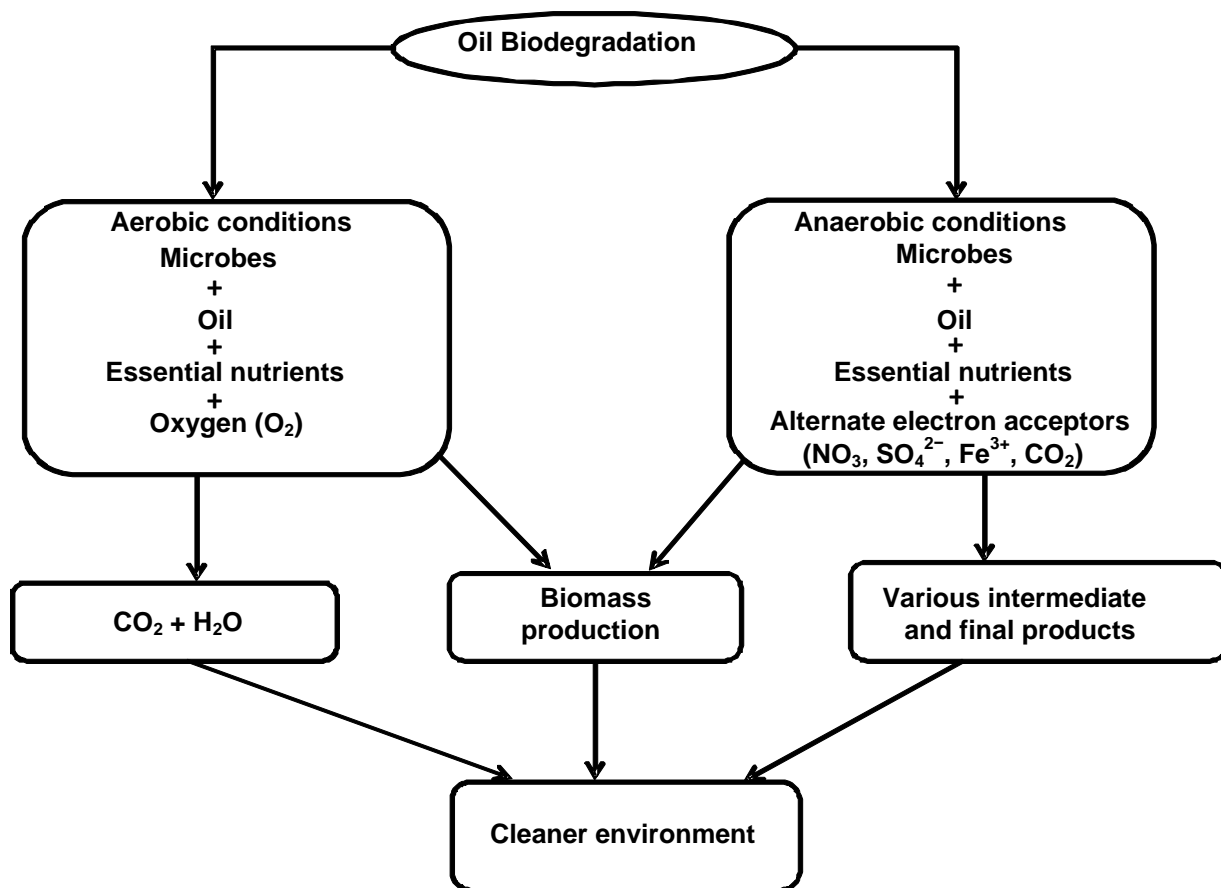 Oil Biodegradation
Aerobic conditions
Microbes
+
Oil
+
Essential nutrients
+
Oxygen (O₂)
Anaerobic conditions
Microbes
+
Oil
+
Essential nutrients
+
Alternate electron acceptors
(NO₃, SO₄²⁻, Fe³⁺, CO₂)
CO₂ + H₂O
Biomass
production
Various intermediate
and final products
Cleaner environment